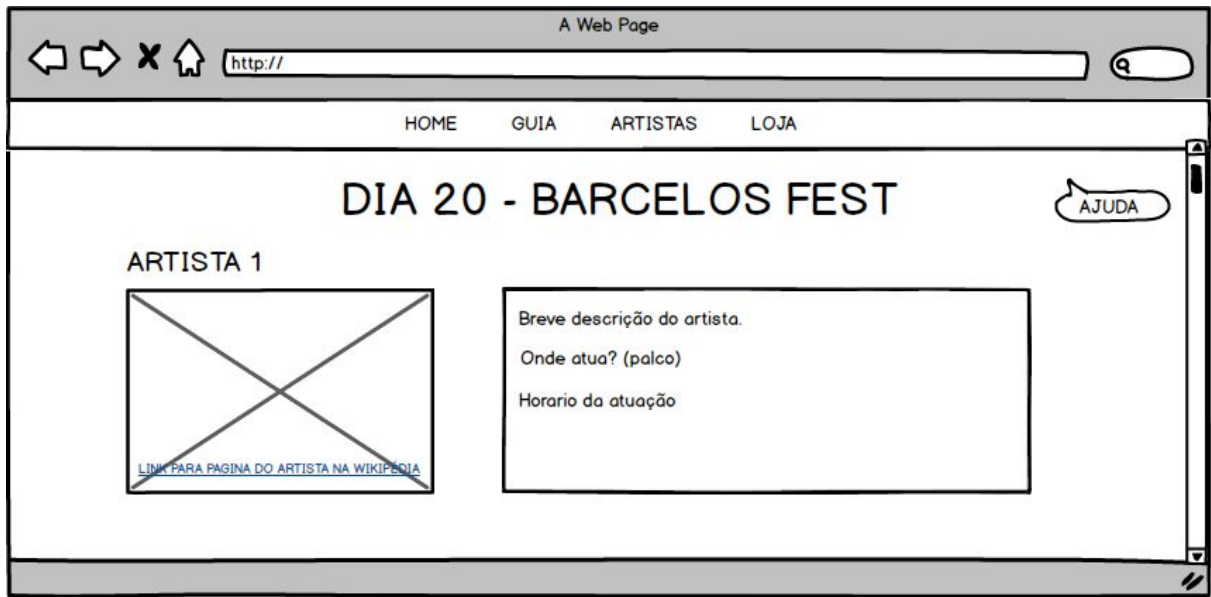 A Web Page
http://
HOME GUIA ARTISTAS LOJA
DIA 20 - BARCELOS FEST
AJUDA
ARTISTA 1
Breve descrição do artista.
Onde atua? (palco)
Horario da atuação
LINK PARA PAGINA DO ARTISTA NA WIKIPÉDIA